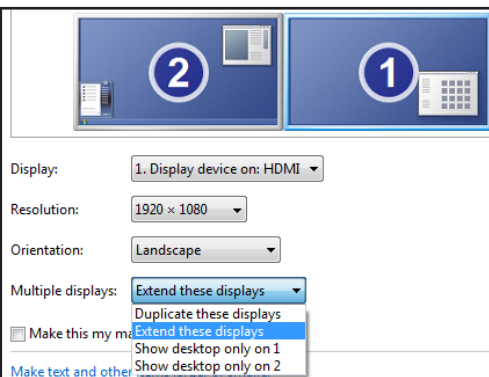 2
1
Display: 1. Display device on: HDMI
Resolution: 1920 × 1080
Orientation: Landscape
Multiple displays: Extend these displays
Duplicate these displays
Make this my ma Extend these displays
Show desktop only on 1
Show desktop only on 2
Make text and other